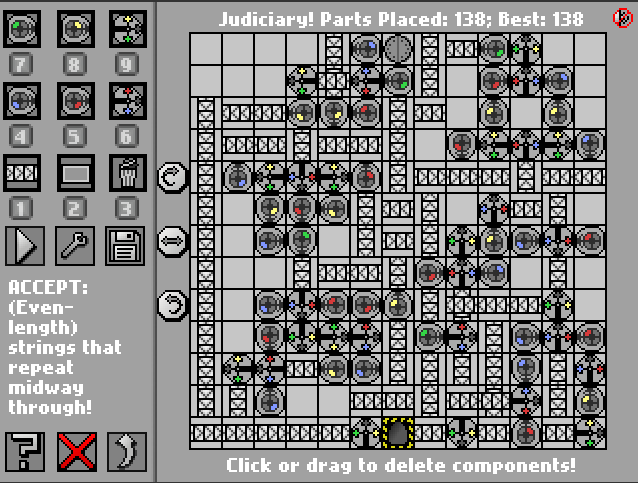 Judiciary! Parts Placed: 138; Best: 138
7 8 9
4 5 6
1 2 3
ACCEPT:
(Even-
length)
strings that
repeat
midway
through!
?
Click or drag to delete components!